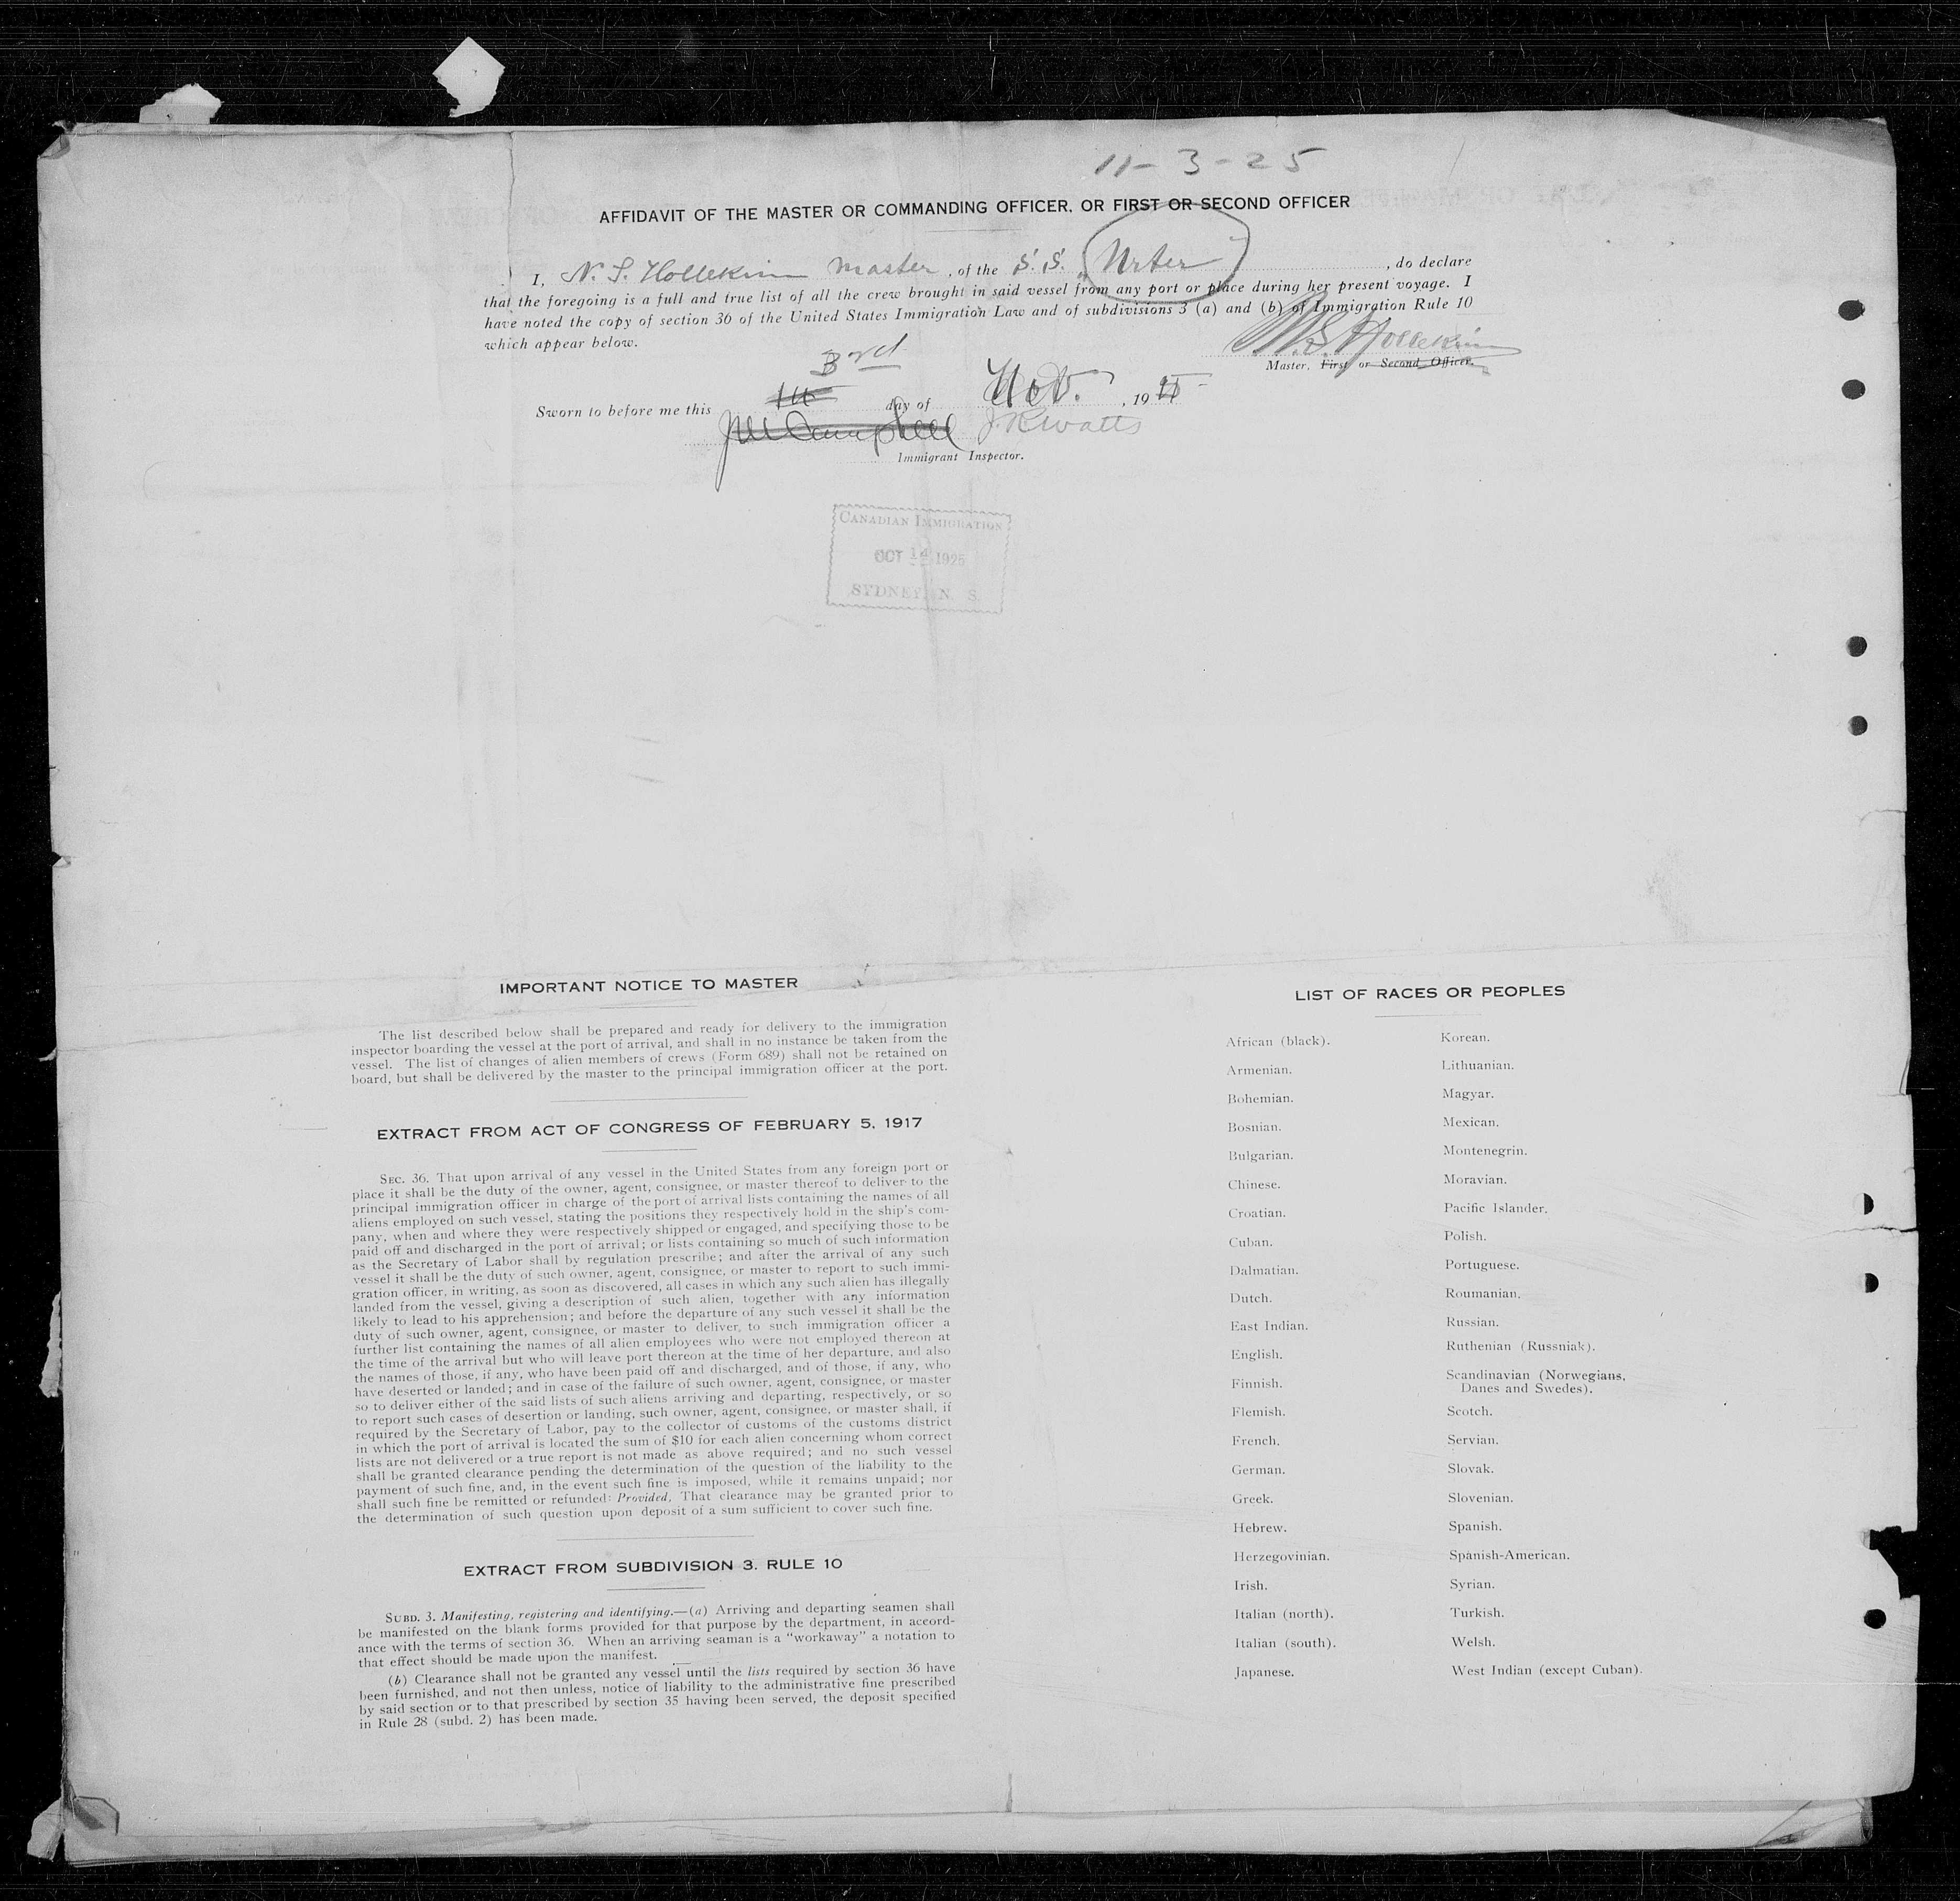 11-3-25
AFFIDAVIT OF THE MASTER OR COMMANDING OFFICER, OR FIRST OR SECOND OFFICER
I, N. S. Hollekim Master, of the S.S. "Urter", do declare
that the foregoing is a full and true list of all the crew brought in said vessel from any port or place during her present voyage. I
have noted the copy of section 36 of the United States Immigration Law and of subdivisions 3 (a) and (b) of Immigration Rule 10
which appear below.
N.S. Hollekim
Master, First or Second Officer.
3rd
Sworn to before me this day of Nov., 19
J M Campbell J.R. Watts
Immigrant Inspector.
CANADIAN IMMIGRATION
OCT 14 1925
SYDNEY, N. S.
IMPORTANT NOTICE TO MASTER
The list described below shall be prepared and ready for delivery to the immigration
inspector boarding the vessel at the port of arrival, and shall in no instance be taken from the
vessel. The list of changes of alien members of crews (Form 689) shall not be retained on
board, but shall be delivered by the master to the principal immigration officer at the port.
EXTRACT FROM ACT OF CONGRESS OF FEBRUARY 5, 1917
SEC. 36. That upon arrival of any vessel in the United States from any foreign port or
place it shall be the duty of the owner, agent, consignee, or master thereof to deliver to the
principal immigration officer in charge of the port of arrival lists containing the names of all
aliens employed on such vessel, stating the positions they respectively hold in the ship's com-
pany, when and where they were respectively shipped or engaged, and specifying those to be
paid off and discharged in the port of arrival; or lists containing so much of such information
as the Secretary of Labor shall by regulation prescribe; and after the arrival of any such
vessel it shall be the duty of such owner, agent, consignee, or master to report to such immi-
gration officer, in writing, as soon as discovered, all cases in which any such alien has illegally
landed from the vessel, giving a description of such alien, together with any information
likely to lead to his apprehension; and before the departure of any such vessel it shall be the
duty of such owner, agent, consignee, or master to deliver to such immigration officer a
further list containing the names of all alien employees who were not employed thereon at
the time of the arrival but who will leave port thereon at the time of her departure, and also
the names of those, if any, who have been paid off and discharged, and of those, if any, who
have deserted or landed; and in case of the failure of such owner, agent, consignee, or master
so to deliver either of the said lists of such aliens arriving and departing, respectively, or so
to report such cases of desertion or landing, such owner, agent, consignee, or master shall, if
required by the Secretary of Labor, pay to the collector of customs of the customs district
in which the port of arrival is located the sum of $10 for each alien concerning whom correct
lists are not delivered or a true report is not made as above required; and no such vessel
shall be granted clearance pending the determination of the question of the liability to the
payment of such fine, and, in the event such fine is imposed, while it remains unpaid; nor
shall such fine be remitted or refunded: Provided, That clearance may be granted prior to
the determination of such question upon deposit of a sum sufficient to cover such fine.
EXTRACT FROM SUBDIVISION 3, RULE 10
SUBD. 3. Manifesting, registering and identifying.—(a) Arriving and departing seamen shall
be manifested on the blank forms provided for that purpose by the department, in accord-
ance with the terms of section 36. When an arriving seaman is a "workaway" a notation to
that effect should be made upon the manifest.
(b) Clearance shall not be granted any vessel until the lists required by section 36 have
been furnished, and not then unless, notice of liability to the administrative fine prescribed
by said section or to that prescribed by section 35 having been served, the deposit specified
in Rule 28 (subd. 2) has been made.
LIST OF RACES OR PEOPLES
African (black).
Armenian.
Bohemian.
Bosnian.
Bulgarian.
Chinese.
Croatian.
Cuban.
Dalmatian.
Dutch.
East Indian.
English.
Finnish.
Flemish.
French.
German.
Greek.
Hebrew.
Herzegovinian.
Irish.
Italian (north).
Italian (south).
Japanese.
Korean.
Lithuanian.
Magyar.
Mexican.
Montenegrin.
Moravian.
Pacific Islander.
Polish.
Portuguese.
Roumanian.
Russian.
Ruthenian (Russniak).
Scandinavian (Norwegians,
Danes and Swedes).
Scotch.
Servian.
Slovak.
Slovenian.
Spanish.
Spanish-American.
Syrian.
Turkish.
Welsh.
West Indian (except Cuban).